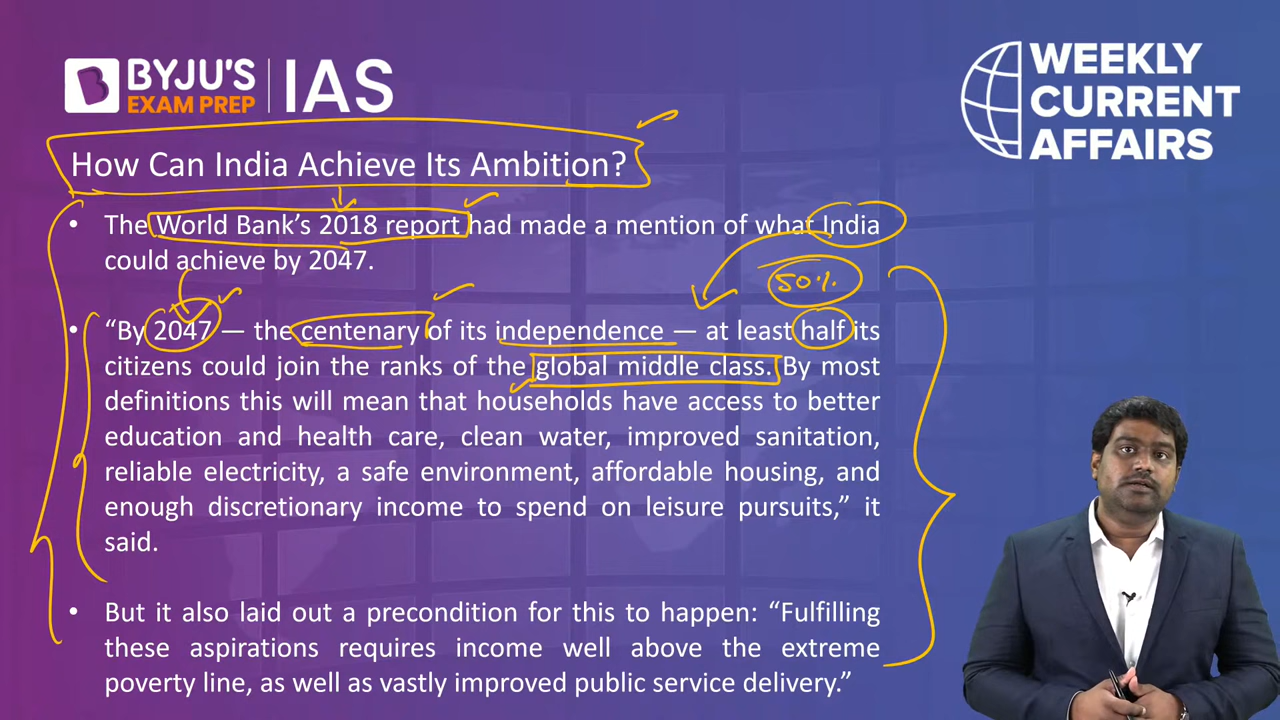 BYJU'S
EXAM PREP
IAS
WEEKLY
CURRENT
AFFAIRS
How Can India Achieve Its Ambition?
• The World Bank's 2018 report had made a mention of what India
could achieve by 2047.
50%
• “By 2047 — the centenary of its independence — at least half its
citizens could join the ranks of the global middle class. By most
definitions this will mean that households have access to better
education and health care, clean water, improved sanitation,
reliable electricity, a safe environment, affordable housing, and
enough discretionary income to spend on leisure pursuits,” it
said.
• But it also laid out a precondition for this to happen: “Fulfilling
these aspirations requires income well above the extreme
poverty line, as well as vastly improved public service delivery.”